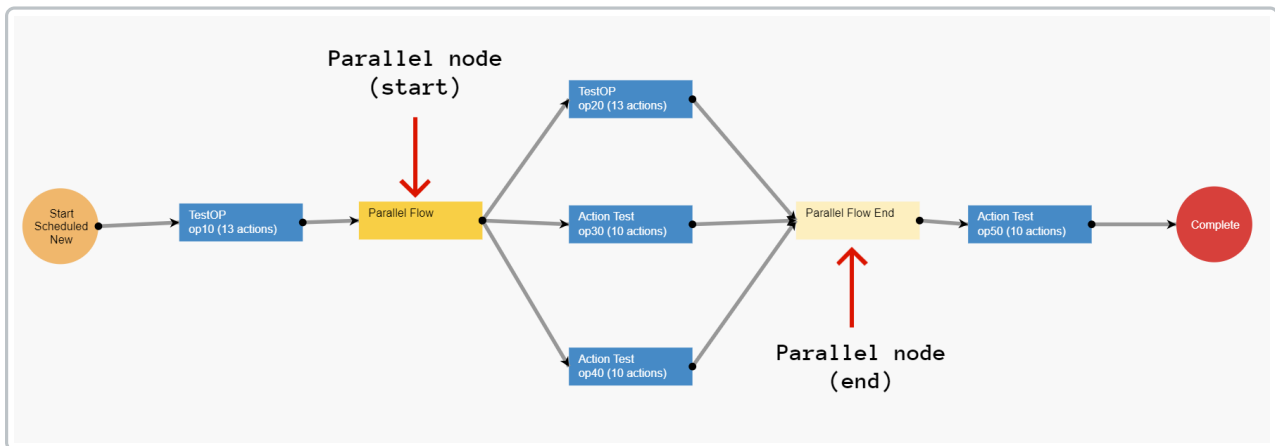 Parallel node
(start)
TestOP
op20 (13 actions)
Start
Scheduled
New
TestOP
op10 (13 actions)
Parallel Flow
Action Test
op30 (10 actions)
Parallel Flow End
Action Test
op50 (10 actions)
Complete
Action Test
op40 (10 actions)
Parallel node
(end)